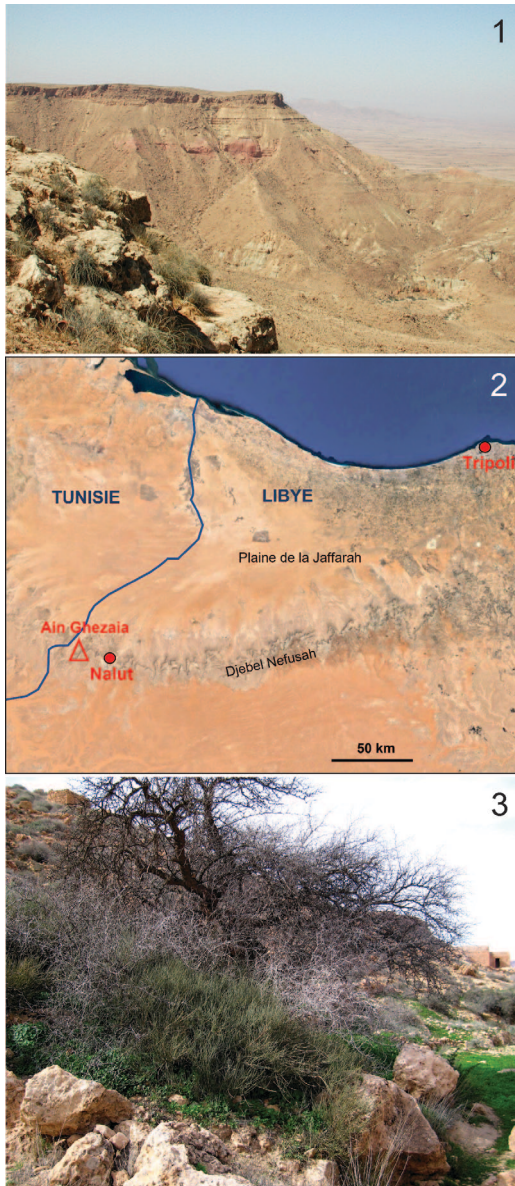 1
2
Tripoli
TUNISIE
LIBYE
Plaine de la Jaffarah
Ain Ghezaia
Nalut
Djebel Nefusah
50 km
3